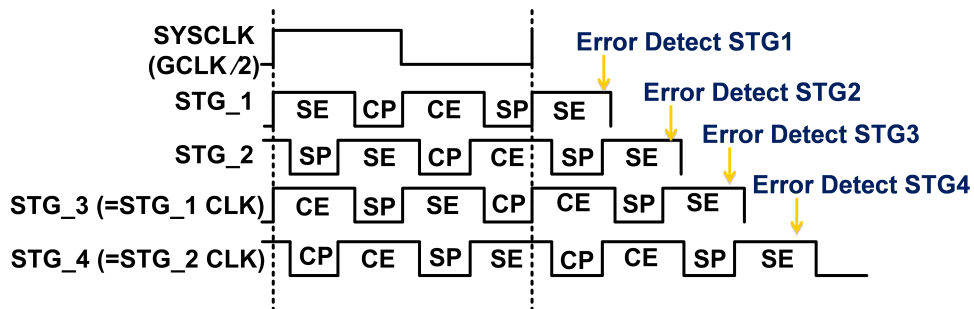 SYSCLK
(GCLK/2)
Error Detect STG1
STG_1 SE CP CE SP SE
Error Detect STG2
STG_2 SP SE CP CE SP SE
Error Detect STG3
STG_3 (=STG_1 CLK) CE SP SE CP CE SP SE
Error Detect STG4
STG_4 (=STG_2 CLK) CP CE SP SE CP CE SP SE